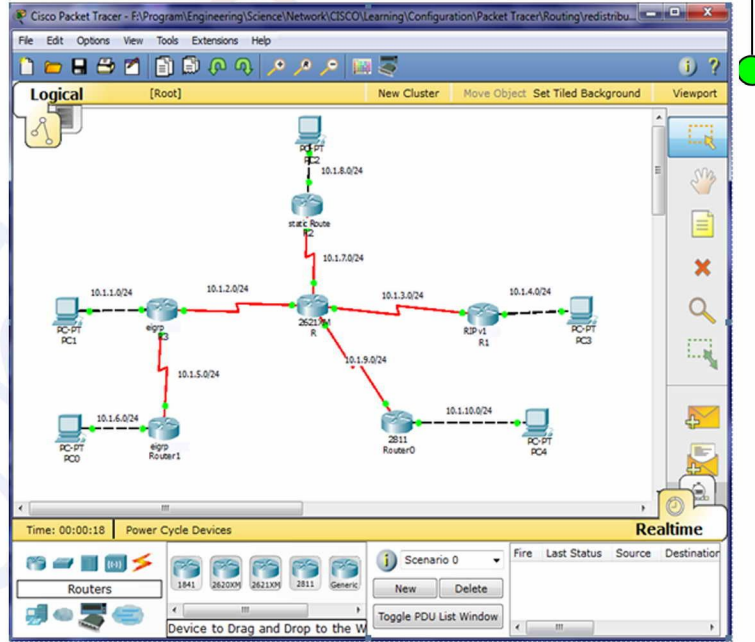 Cisco Packet Tracer - F:\Program\Engineering\Science\Network\CISCO\Learning\Configuration\Packet Tracer\Routing\redistribu...
File Edit Options View Tools Extensions Help
Logical [Root] New Cluster Move Object Set Tiled Background Viewport
PC-PT
PC2
10.1.8.0/24
static Route
R2
10.1.7.0/24
10.1.1.0/24
10.1.2.0/24
10.1.3.0/24
10.1.4.0/24
PC-PT
PC1
eigrp
R3
2621XM
R
RIP v1
R1
PC-PT
PC3
10.1.5.0/24
10.1.9.0/24
10.1.6.0/24
10.1.10.0/24
PC-PT
PC0
eigrp
Router1
2811
Router0
PC-PT
PC4
Time: 00:00:18 Power Cycle Devices Realtime
Routers
1841 2620XM 2621XM 2811 Generic
Device to Drag and Drop to the W
Scenario 0
New Delete
Toggle PDU List Window
Fire Last Status Source Destination